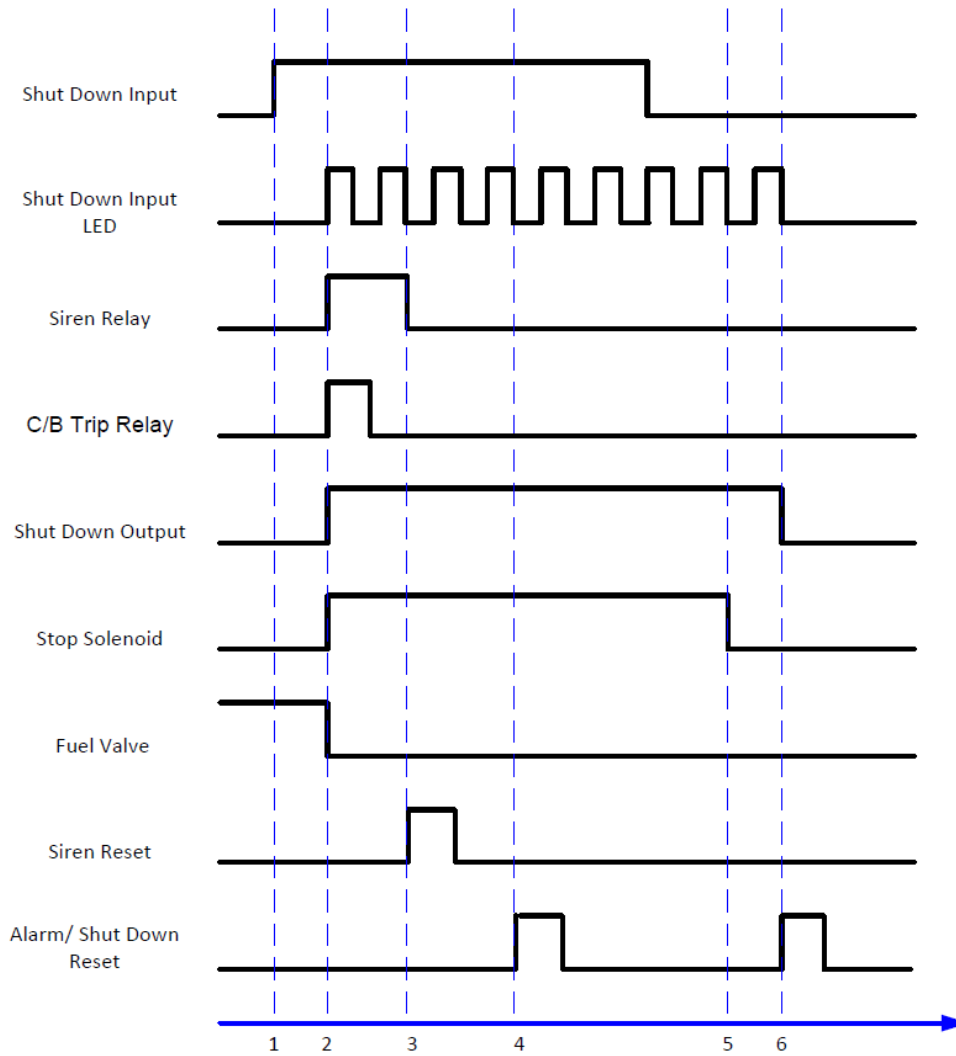 Shut Down Input
Shut Down Input
LED
Siren Relay
C/B Trip Relay
Shut Down Output
Stop Solenoid
Fuel Valve
Siren Reset
Alarm/ Shut Down
Reset
1 2 3 4 5 6